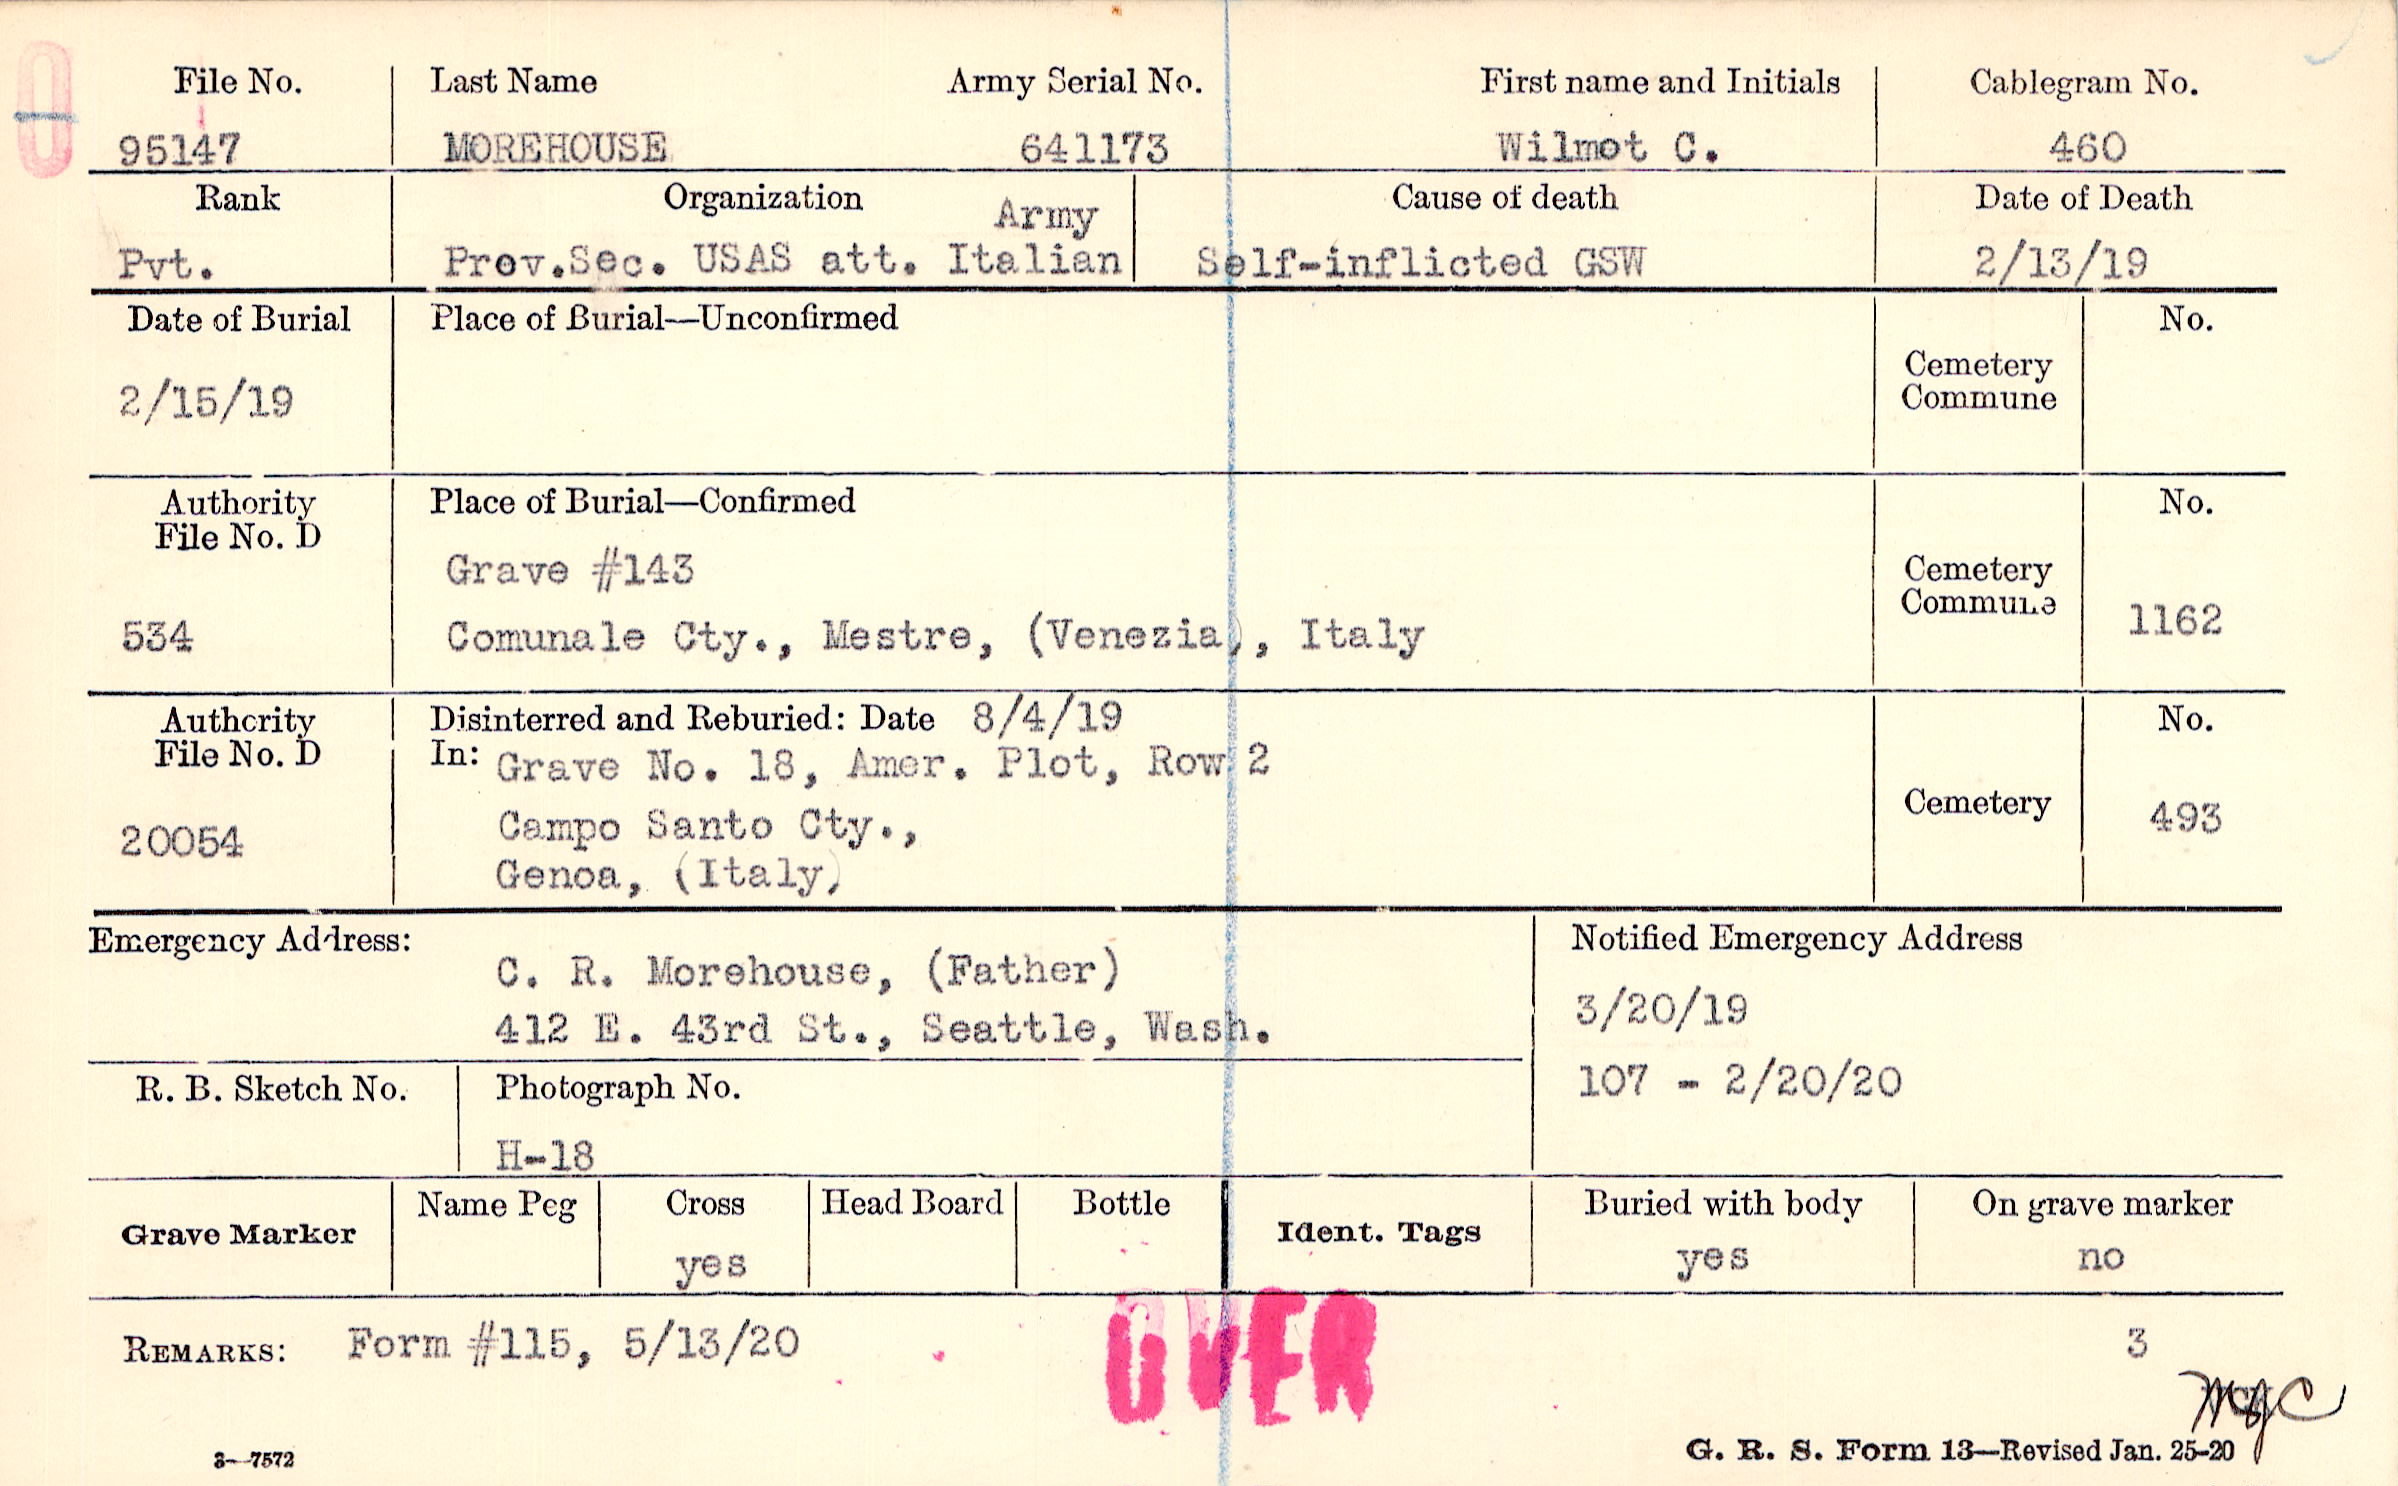 File No. Last Name Army Serial No. First name and Initials Cablegram No.
95147 MOREHOUSE 641173 Wilmot C. 460
Rank Organization Cause of death Date of Death
Army
Pvt. Prov.Sec. USAS att. Italian Self-inflicted GSW 2/13/19
Date of Burial Place of Burial—Unconfirmed No.
Cemetery
Commune
2/15/19
Authority Place of Burial—Confirmed No.
File No. D
Grave #143 Cemetery
Commune
534 Comunale Cty., Mestre, (Venezia), Italy 1162
Authority Disinterred and Reburied: Date 8/4/19 No.
File No. D In: Grave No. 18, Amer. Plot, Row 2
Cemetery
20054 Campo Santo Cty., 493
Genoa, (Italy)
Emergency Address: Notified Emergency Address
C. R. Morehouse, (Father) 3/20/19
412 E. 43rd St., Seattle, Wash.
107 - 2/20/20
R. B. Sketch No. Photograph No.
H-18
Grave Marker Name Peg Cross Head Board Bottle Ident. Tags Buried with body On grave marker
yes yes no
REMARKS: Form #115, 5/13/20 OVER 3
3—7572 G. R. S. Form 13—Revised Jan. 25-20